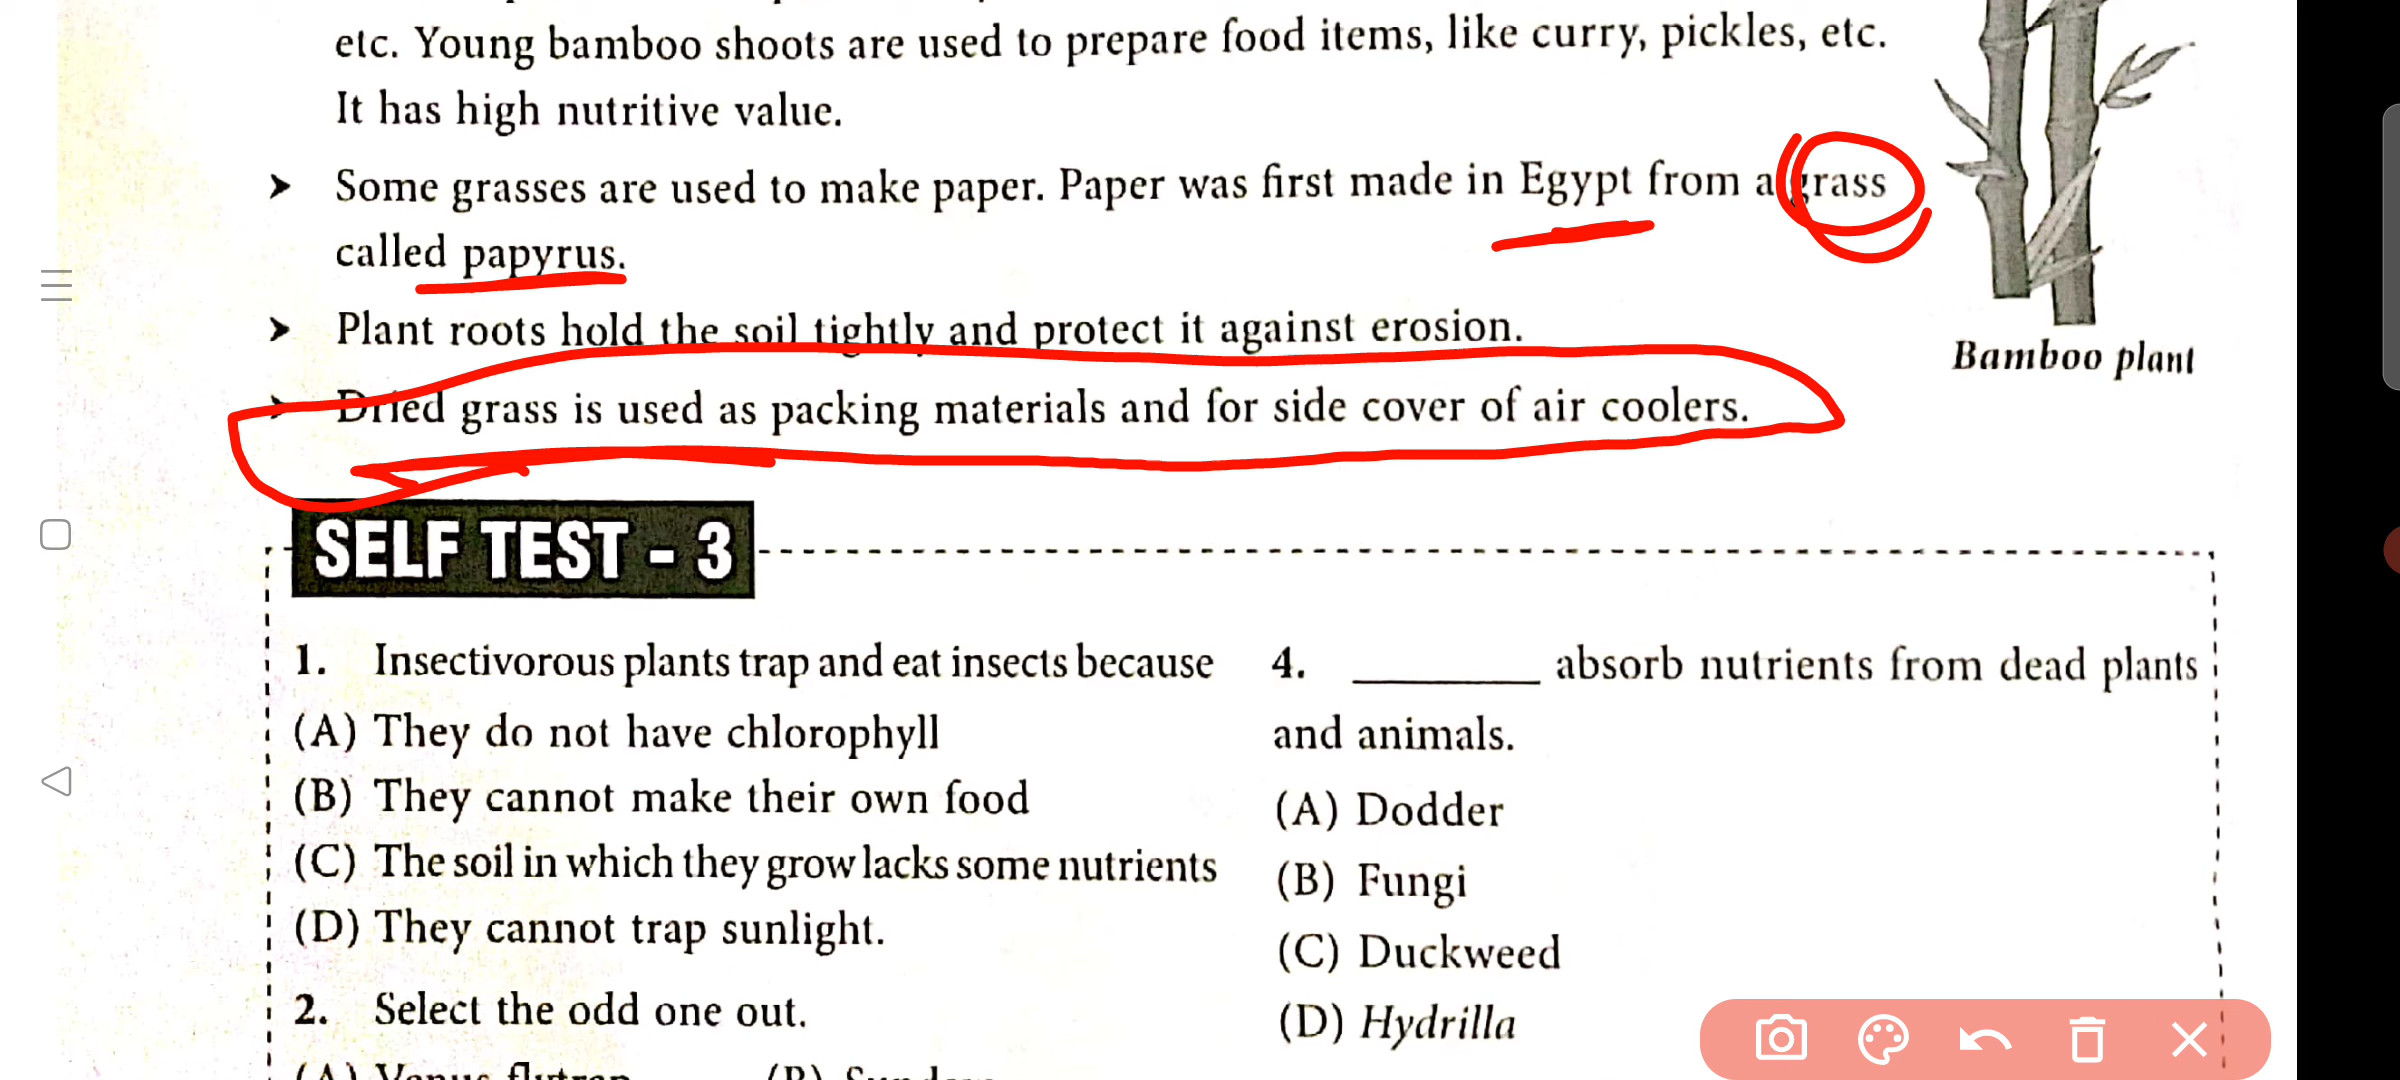 etc. Young bamboo shoots are used to prepare food items, like curry, pickles, etc.
It has high nutritive value.
➤ Some grasses are used to make paper. Paper was first made in Egypt from a grass
called papyrus.
➤ Plant roots hold the soil tightly and protect it against erosion.
➤ Dried grass is used as packing materials and for side cover of air coolers.
Bamboo plant
SELF TEST - 3
1. Insectivorous plants trap and eat insects because
(A) They do not have chlorophyll
(B) They cannot make their own food
(C) The soil in which they grow lacks some nutrients
(D) They cannot trap sunlight.
2. Select the odd one out.
(A) Venus flytrap
4. ________ absorb nutrients from dead plants
and animals.
(A) Dodder
(B) Fungi
(C) Duckweed
(D) Hydrilla